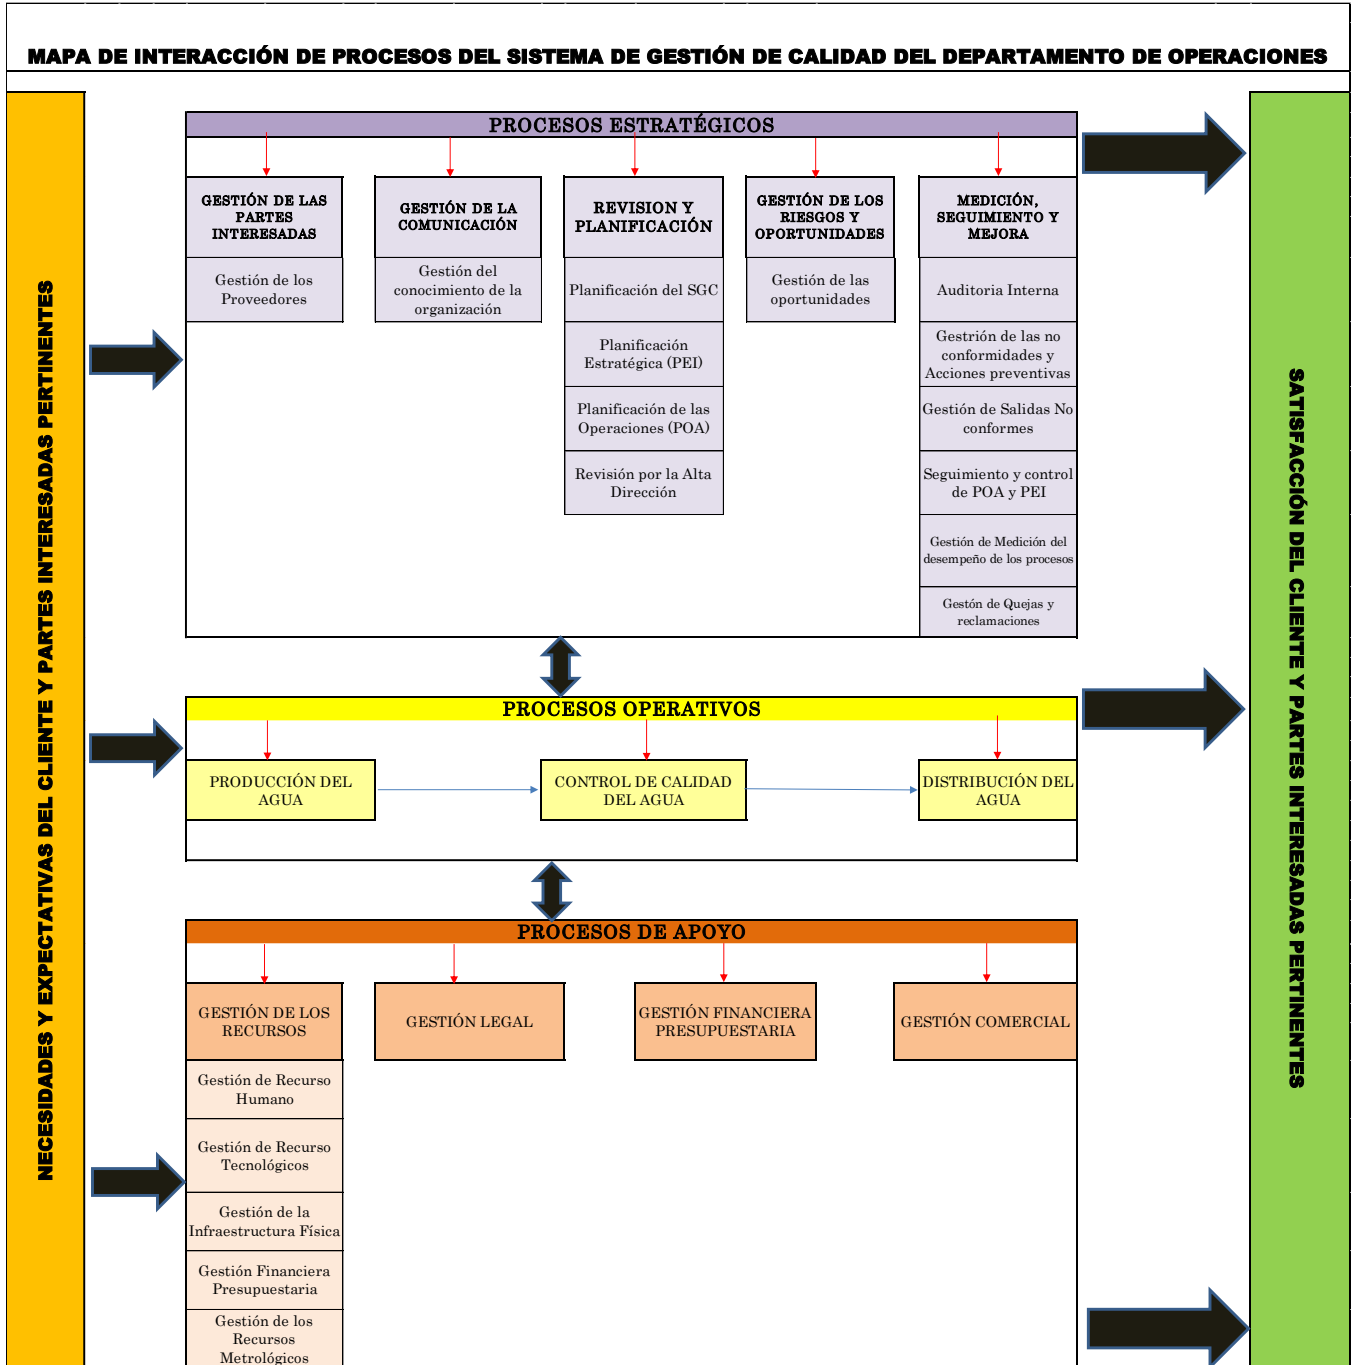 MAPA DE INTERACCIÓN DE PROCESOS DEL SISTEMA DE GESTIÓN DE CALIDAD DEL DEPARTAMENTO DE OPERACIONES
NECESIDADES Y EXPECTATIVAS DEL CLIENTE Y PARTES INTERESADAS PERTINENTES
PROCESOS ESTRATÉGICOS
GESTIÓN DE LAS
PARTES
INTERESADAS
Gestión de los
Proveedores
GESTIÓN DE LA
COMUNICACIÓN
Gestión del
conocimiento de la
organización
REVISION Y
PLANIFICACIÓN
Planificación del SGC
Planificación
Estratégica (PEI)
Planificación de las
Operaciones (POA)
Revisión por la Alta
Dirección
GESTIÓN DE LOS
RIESGOS Y
OPORTUNIDADES
Gestión de las
oportunidades
MEDICIÓN,
SEGUIMIENTO Y
MEJORA
Auditoria Interna
Gestrión de las no
conformidades y
Acciones preventivas
Gestión de Salidas No
conformes
Seguimiento y control
de POA y PEI
Gestión de Medición del
desempeño de los procesos
Gestón de Quejas y
reclamaciones
PROCESOS OPERATIVOS
PRODUCCIÓN DEL
AGUA
CONTROL DE CALIDAD
DEL AGUA
DISTRIBUCIÓN DEL
AGUA
PROCESOS DE APOYO
GESTIÓN DE LOS
RECURSOS
Gestión de Recurso
Humano
Gestión de Recurso
Tecnológicos
Gestión de la
Infraestructura Física
Gestión Financiera
Presupuestaria
Gestión de los
Recursos
Metrológicos
GESTIÓN LEGAL
GESTIÓN FINANCIERA
PRESUPUESTARIA
GESTIÓN COMERCIAL
SATISFACCIÓN DEL CLIENTE Y PARTES INTERESADAS PERTINENTES